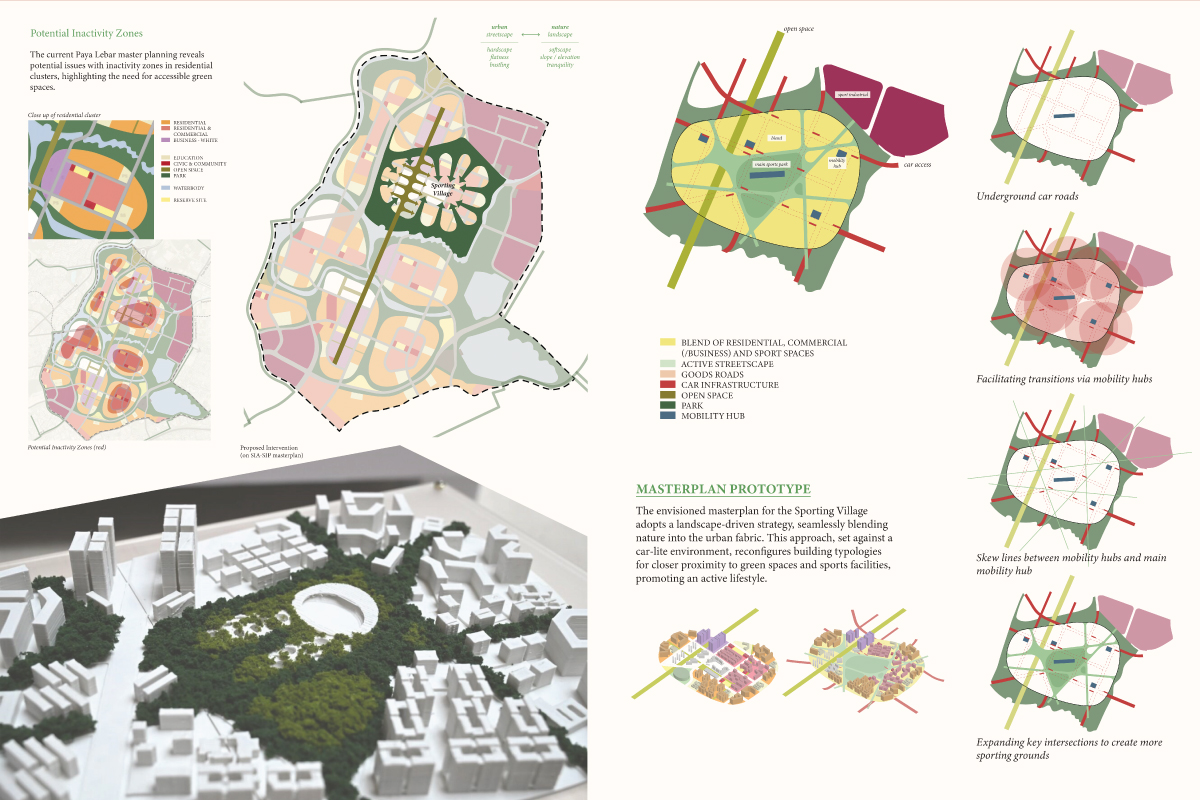 Potential Inactivity Zones
The current Paya Lebar master planning reveals
potential issues with inactivity zones in residential
clusters, highlighting the need for accessible green
spaces.
Close up of residential cluster
RESIDENTIAL
RESIDENTIAL &
COMMERCIAL
BUSINESS - WHITE
EDUCATION
CIVIC & COMMUNITY
OPEN SPACE
PARK
WATERBODY
RESERVE SITE
Potential Inactivity Zones (red)
urban
streetscape
nature
landscape
hardscape
flatness
bustling
softscape
slope / elevation
tranquility
Sporting
Village
Proposed Intervention
(on SIA-SIP masterplan)
open space
sport industrial
blend
main sports park
mobility
hub
car access
BLEND OF RESIDENTIAL, COMMERCIAL
(/BUSINESS) AND SPORT SPACES
ACTIVE STREETSCAPE
GOODS ROADS
CAR INFRASTRUCTURE
OPEN SPACE
PARK
MOBILITY HUB
MASTERPLAN PROTOTYPE
The envisioned masterplan for the Sporting Village
adopts a landscape-driven strategy, seamlessly blending
nature into the urban fabric. This approach, set against a
car-lite environment, reconfigures building typologies
for closer proximity to green spaces and sports facilities,
promoting an active lifestyle.
Underground car roads
Facilitating transitions via mobility hubs
Skew lines between mobility hubs and main
mobility hub
Expanding key intersections to create more
sporting grounds